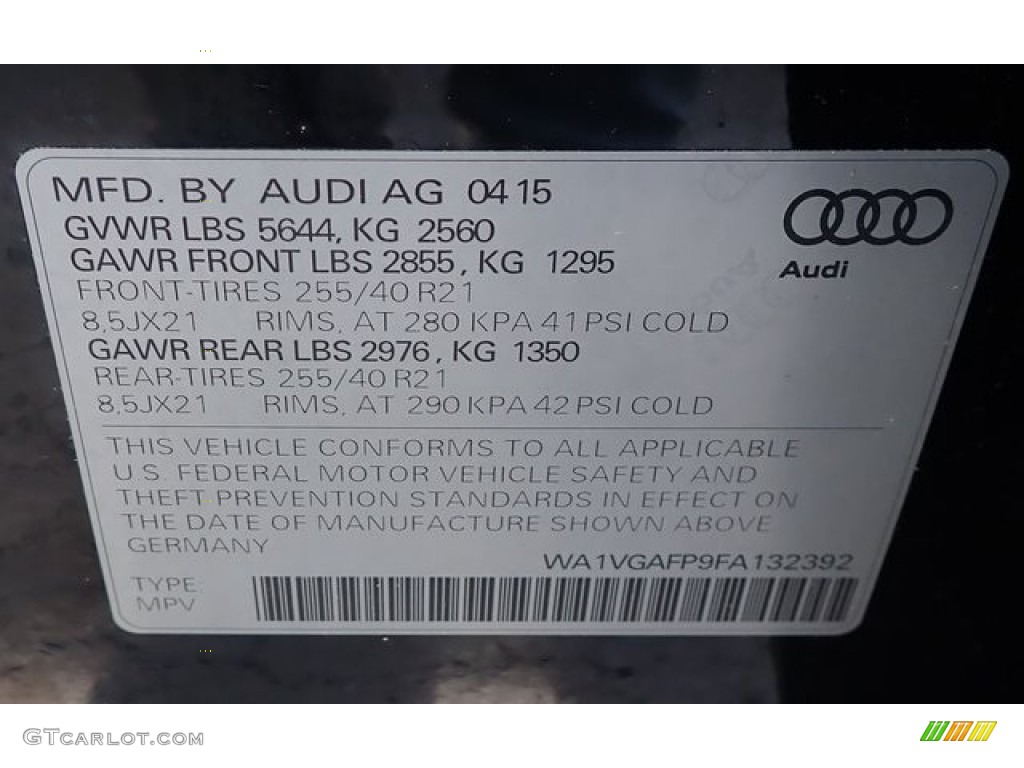 MFD. BY AUDI AG 04 15
GVWR LBS 5644, KG 2560
GAWR FRONT LBS 2855, KG 1295
FRONT-TIRES 255/40 R21
8,5JX21 RIMS, AT 280 KPA 41 PSI COLD
GAWR REAR LBS 2976, KG 1350
REAR-TIRES 255/40 R21
8,5JX21 RIMS, AT 290 KPA 42 PSI COLD
Audi
THIS VEHICLE CONFORMS TO ALL APPLICABLE
U.S. FEDERAL MOTOR VEHICLE SAFETY AND
THEFT PREVENTION STANDARDS IN EFFECT ON
THE DATE OF MANUFACTURE SHOWN ABOVE
GERMANY
WA1VGAFP9FA132392
TYPE:
MPV
GTCARLOT.COM